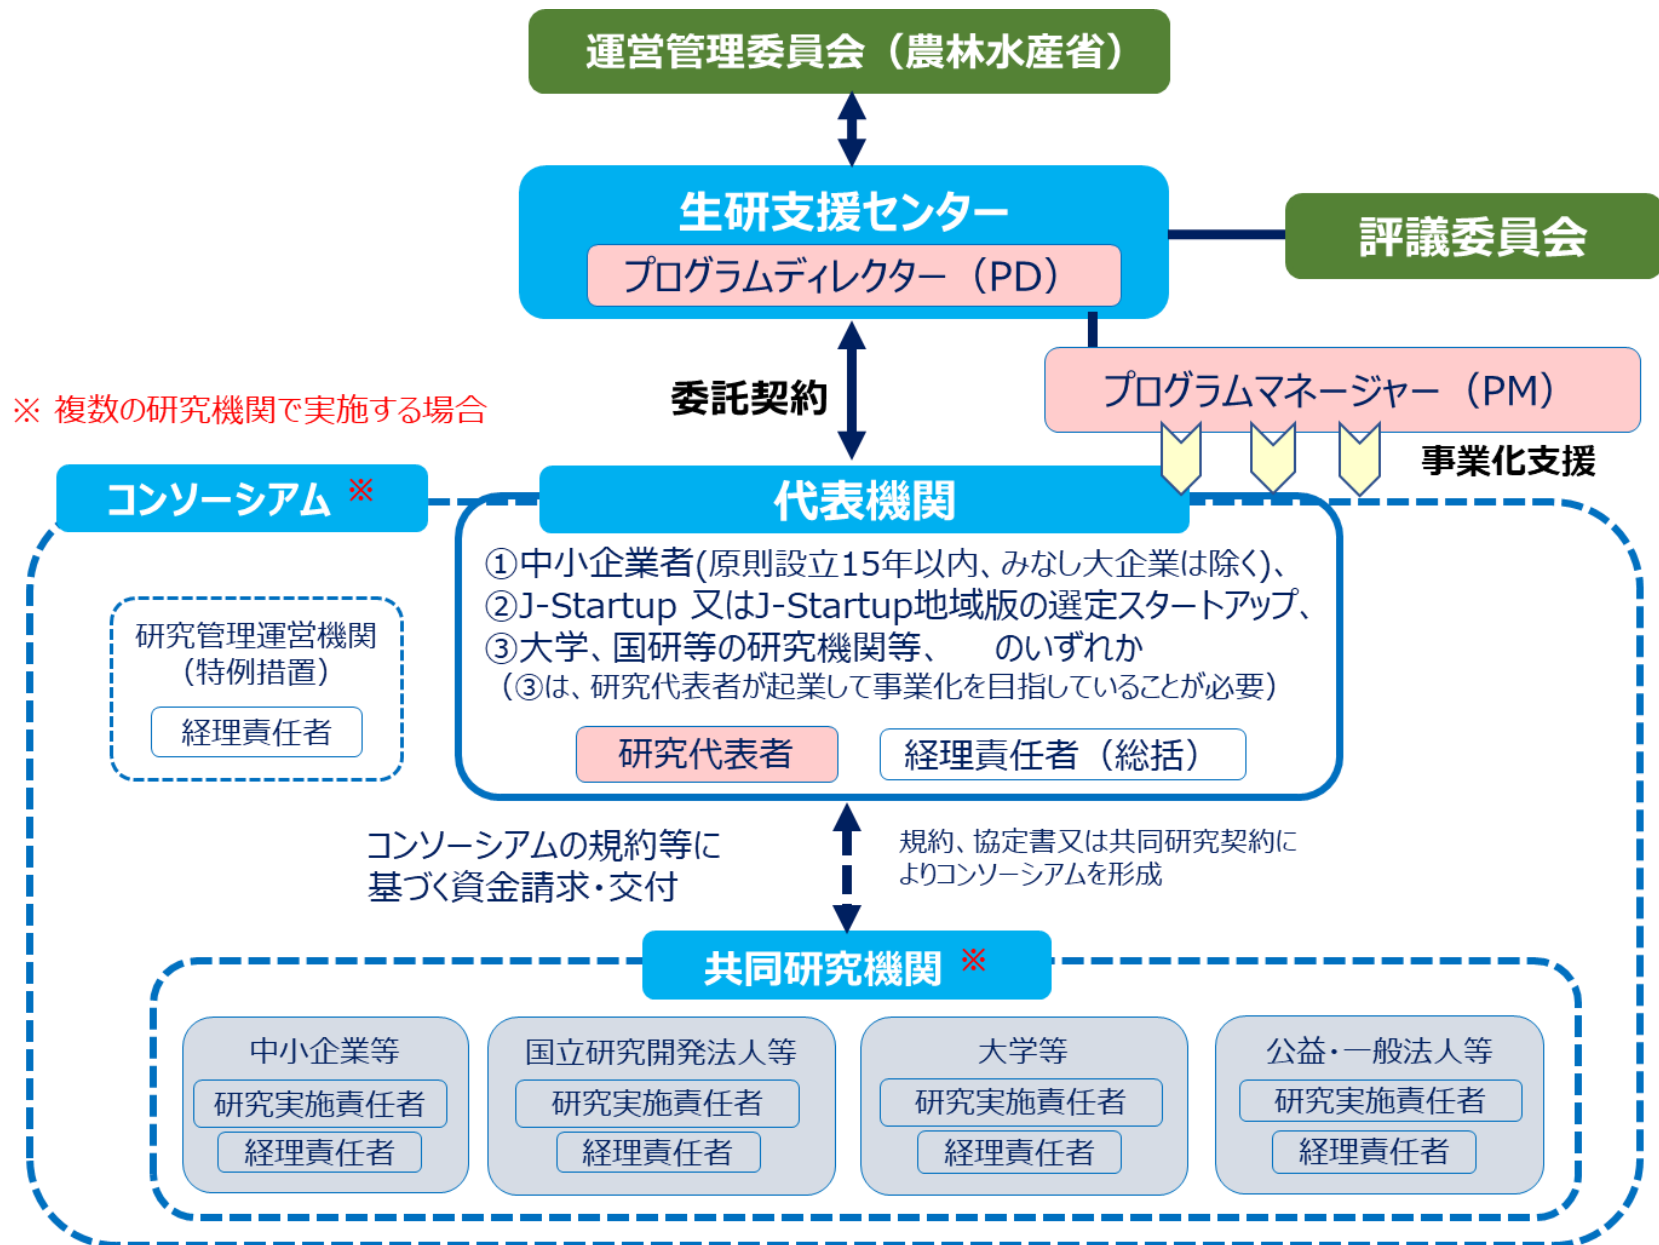 運営管理委員会（農林水産省）
生研支援センター
プログラムディレクター（PD）
評議委員会
委託契約
プログラムマネージャー（PM）
事業化支援
※ 複数の研究機関で実施する場合
コンソーシアム ※
代表機関
①中小企業者(原則設立15年以内、みなし大企業は除く)、
②J-Startup 又はJ-Startup地域版の選定スタートアップ、
③大学、国研等の研究機関等、　のいずれか
（③は、研究代表者が起業して事業化を目指していることが必要）
研究代表者
経理責任者（総括）
研究管理運営機関
（特例措置）
経理責任者
コンソーシアムの規約等に
基づく資金請求・交付
規約、協定書又は共同研究契約に
よりコンソーシアムを形成
共同研究機関 ※
中小企業等
研究実施責任者
経理責任者
国立研究開発法人等
研究実施責任者
経理責任者
大学等
研究実施責任者
経理責任者
公益・一般法人等
研究実施責任者
経理責任者